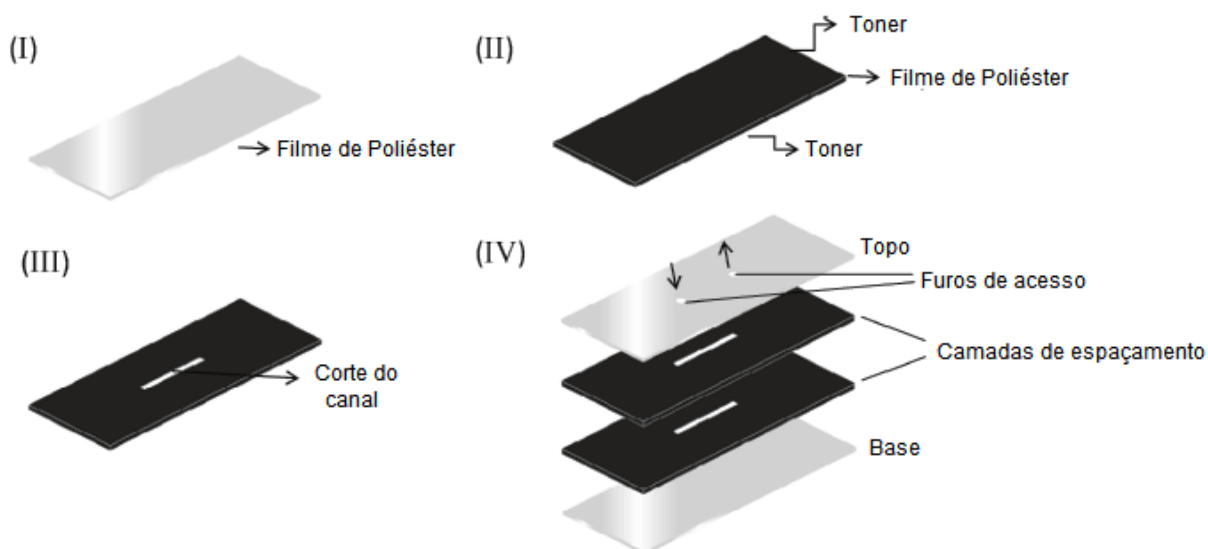 (I)
Filme de Poliéster
(II)
Toner
Filme de Poliéster
Toner
(III)
Corte do
canal
(IV)
Topo
Furos de acesso
Camadas de espaçamento
Base